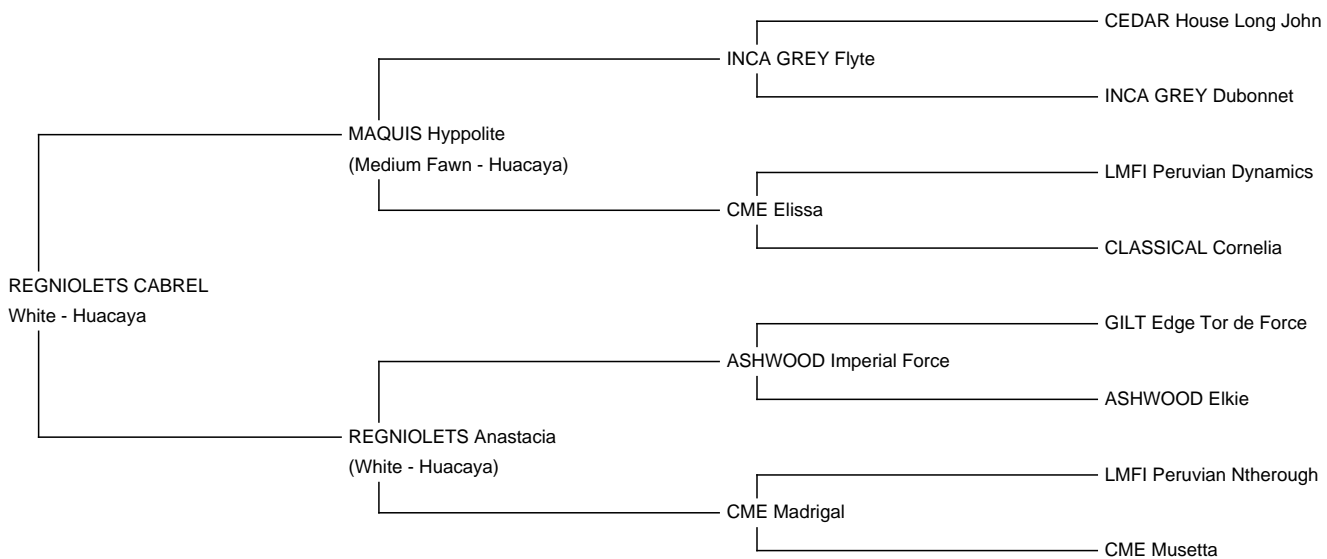 CEDAR House Long John
INCA GREY Flyte
INCA GREY Dubonnet
MAQUIS Hyppolite
(Medium Fawn - Huacaya)
LMFI Peruvian Dynamics
CME Elissa
CLASSICAL Cornelia
REGNIOLETS CABREL
White - Huacaya
GILT Edge Tor de Force
ASHWOOD Imperial Force
ASHWOOD Elkie
REGNIOLETS Anastacia
(White - Huacaya)
LMFI Peruvian Ntherough
CME Madrigal
CME Musetta